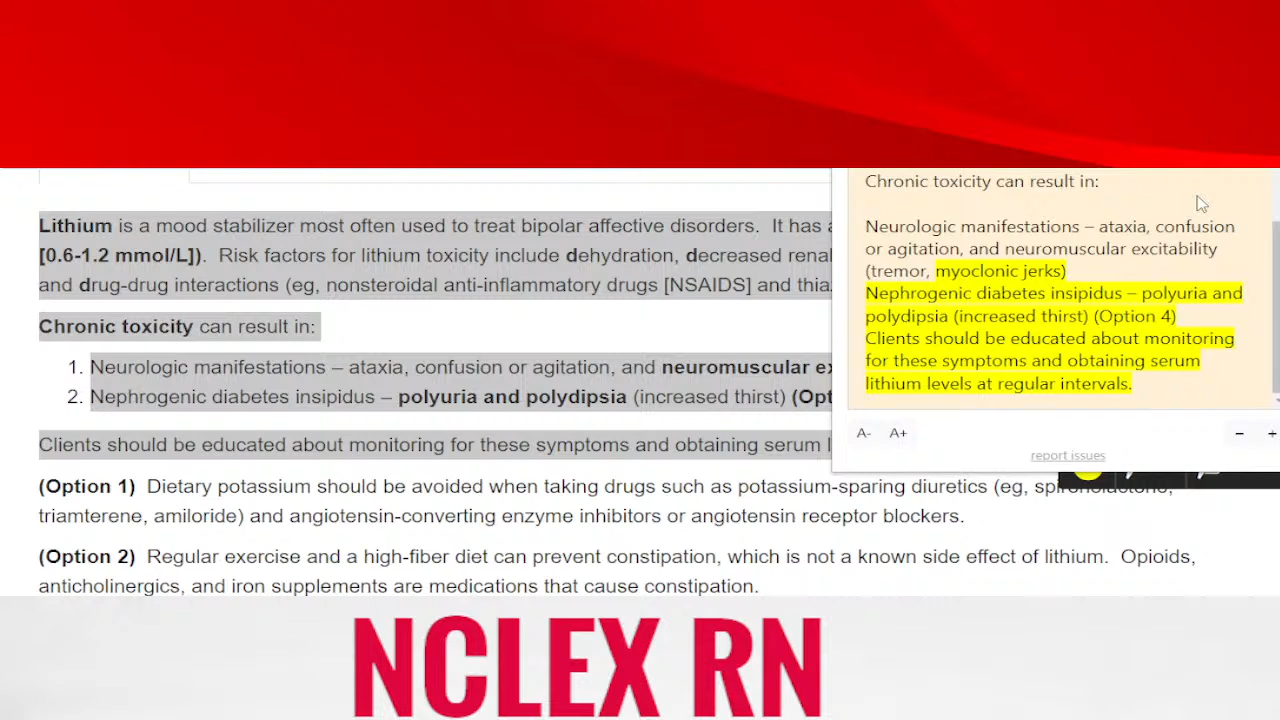 Lithium is a mood stabilizer most often used to treat bipolar affective disorders. It has a
[0.6-1.2 mmol/L]). Risk factors for lithium toxicity include dehydration, decreased renal
and drug-drug interactions (eg, nonsteroidal anti-inflammatory drugs [NSAIDS] and thia
Chronic toxicity can result in:
1. Neurologic manifestations – ataxia, confusion or agitation, and neuromuscular ex
2. Nephrogenic diabetes insipidus – polyuria and polydipsia (increased thirst) (Opt
Clients should be educated about monitoring for these symptoms and obtaining serum l
(Option 1) Dietary potassium should be avoided when taking drugs such as potassium-sparing diuretics (eg, spironolactone,
triamterene, amiloride) and angiotensin-converting enzyme inhibitors or angiotensin receptor blockers.
(Option 2) Regular exercise and a high-fiber diet can prevent constipation, which is not a known side effect of lithium. Opioids,
anticholinergics, and iron supplements are medications that cause constipation.
Chronic toxicity can result in:
Neurologic manifestations – ataxia, confusion
or agitation, and neuromuscular excitability
(tremor, myoclonic jerks)
Nephrogenic diabetes insipidus – polyuria and
polydipsia (increased thirst) (Option 4)
Clients should be educated about monitoring
for these symptoms and obtaining serum
lithium levels at regular intervals.
A- A+ − +
report issues
NCLEX RN